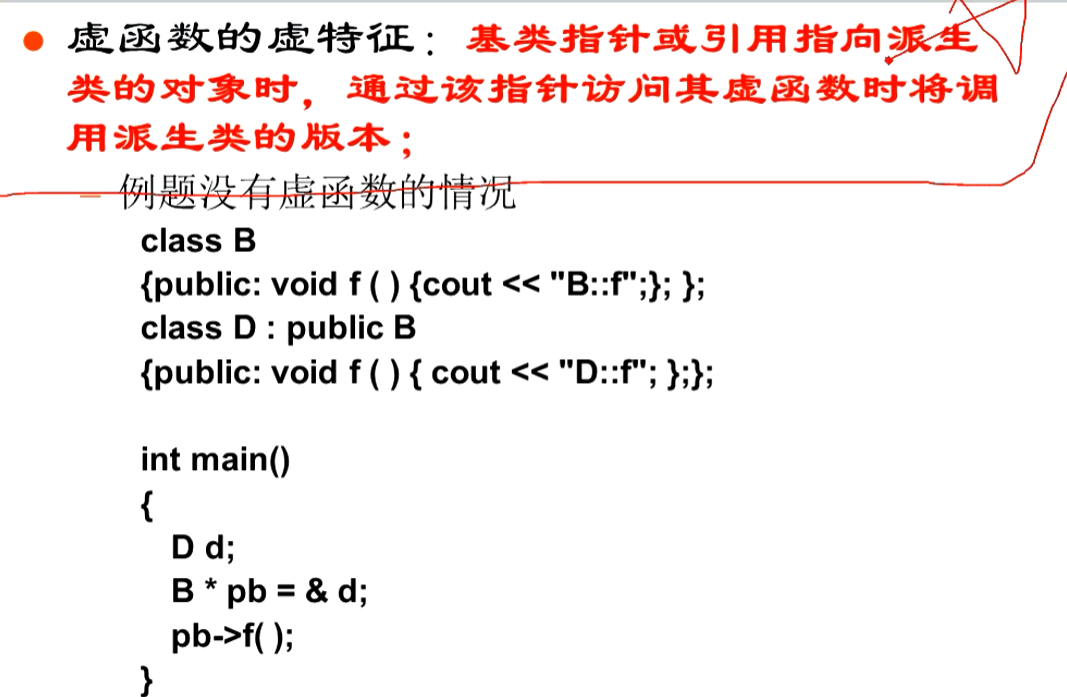 ● 虚函数的虚特征：基类指针或引用指向派生
类的对象时，通过该指针访问其虚函数时将调
用派生类的版本；
– 例题没有虚函数的情况
class B
{public: void f ( ) {cout << "B::f";}; };
class D : public B
{public: void f ( ) { cout << "D::f"; };};
int main()
{
D d;
B * pb = & d;
pb->f( );
}